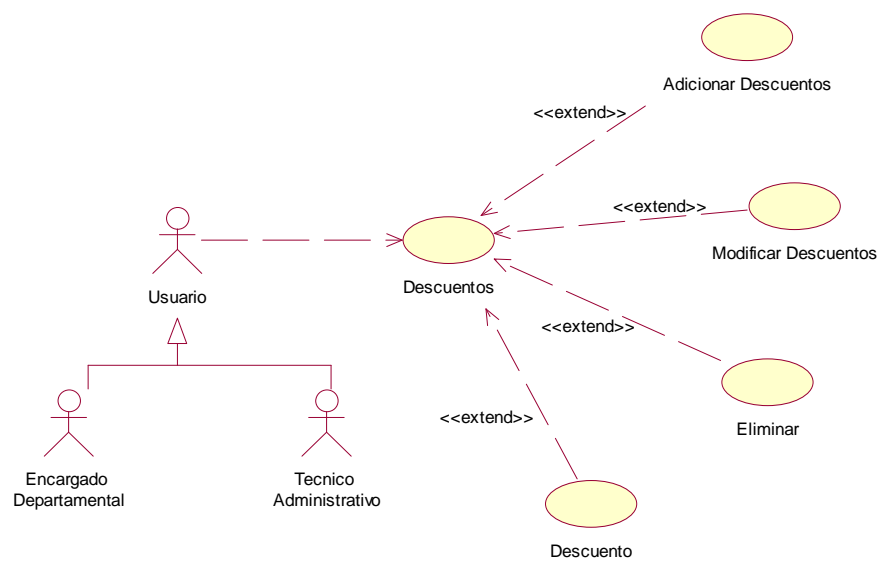 Adicionar Descuentos
<<extend>>
<<extend>>
Modificar Descuentos
Usuario
Descuentos
<<extend>>
<<extend>>
Eliminar
Encargado
Departamental
Tecnico
Administrativo
Descuento